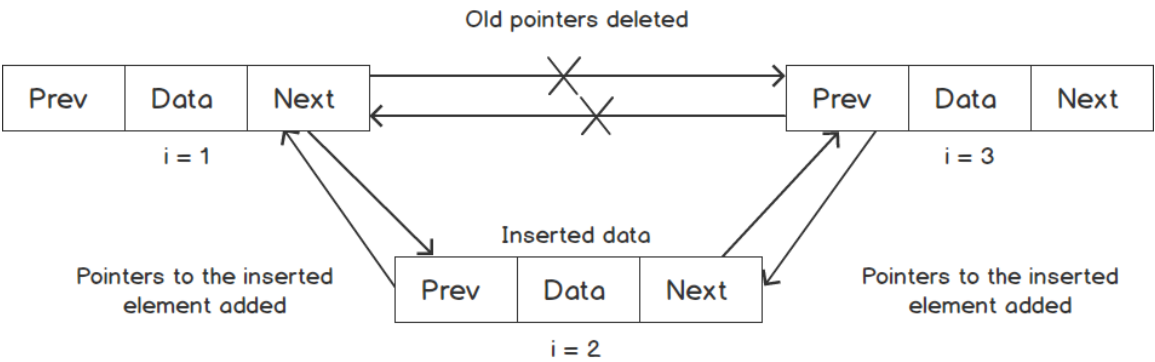 Old pointers deleted
Prev Data Next
Prev Data Next
i = 1
i = 3
Inserted data
Pointers to the inserted
element added
Prev Data Next
Pointers to the inserted
element added
i = 2